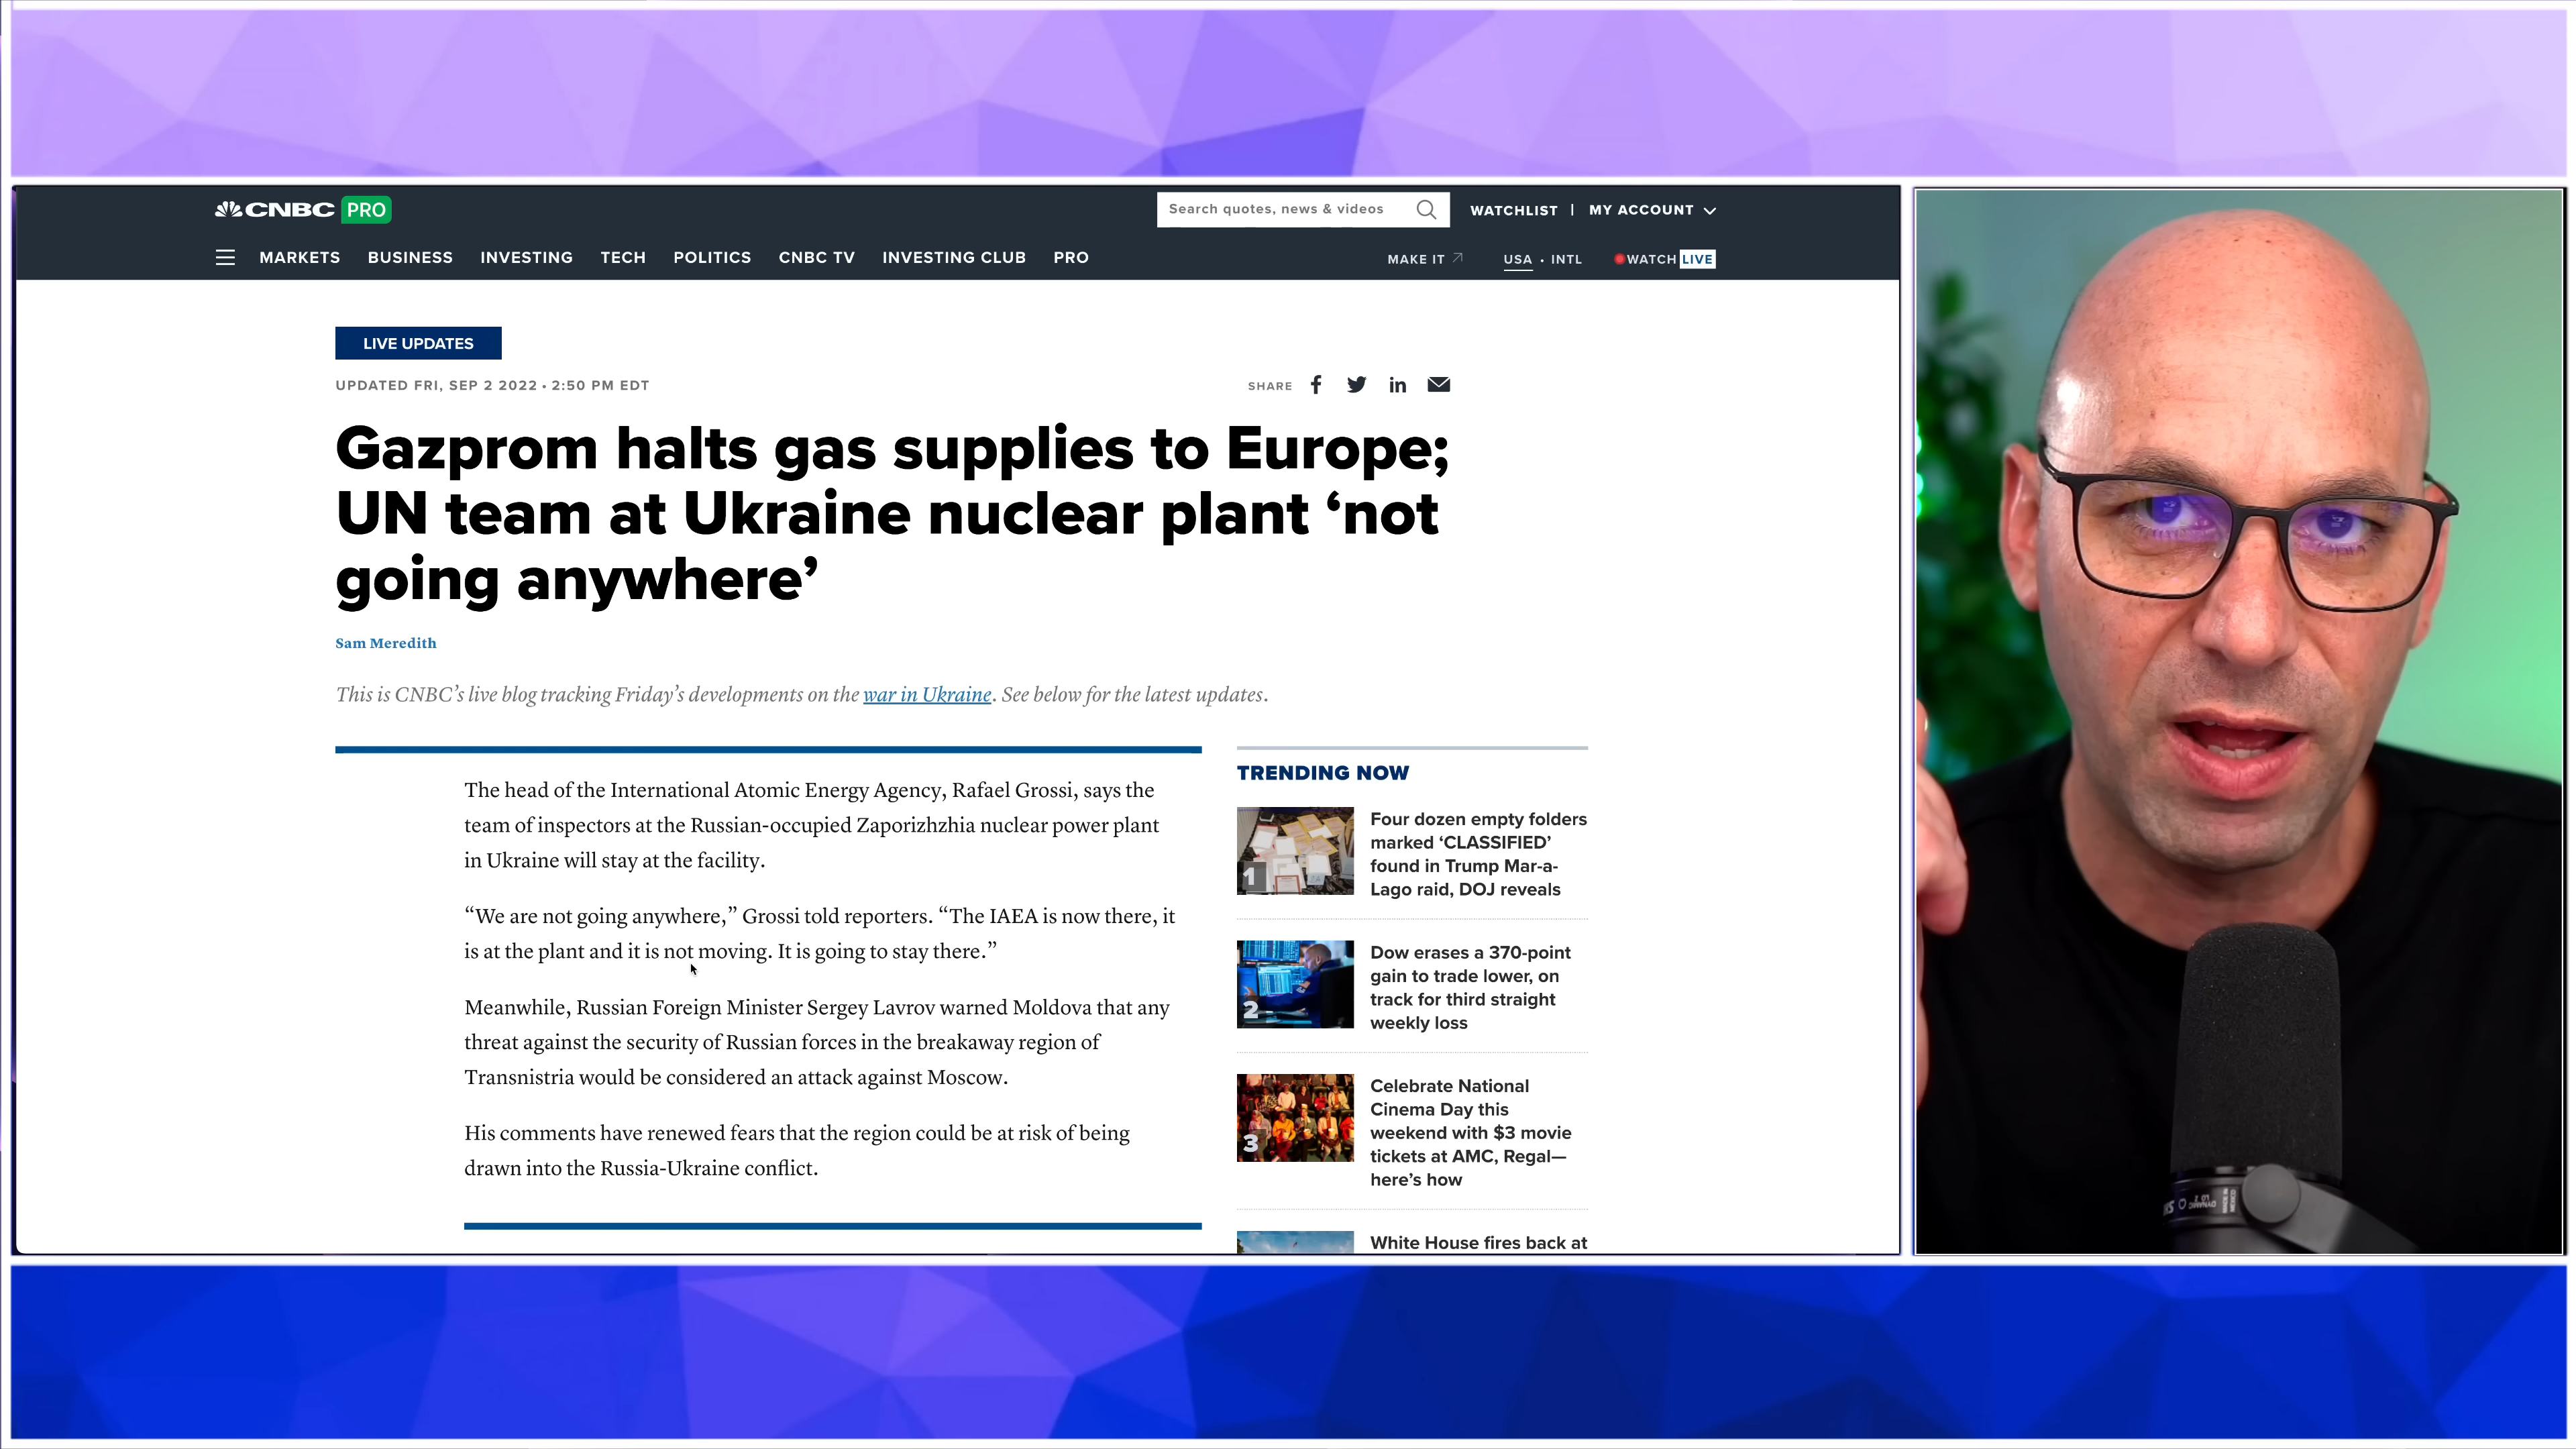 CNBC PRO
Search quotes, news & videos
WATCHLIST | MY ACCOUNT
MARKETS BUSINESS INVESTING TECH POLITICS CNBC TV INVESTING CLUB PRO
MAKE IT USA • INTL WATCH LIVE
LIVE UPDATES
UPDATED FRI, SEP 2 2022 • 2:50 PM EDT
SHARE
Gazprom halts gas supplies to Europe;
UN team at Ukraine nuclear plant ‘not
going anywhere’
Sam Meredith
This is CNBC’s live blog tracking Friday’s developments on the war in Ukraine. See below for the latest updates.
The head of the International Atomic Energy Agency, Rafael Grossi, says the
team of inspectors at the Russian-occupied Zaporizhzhia nuclear power plant
in Ukraine will stay at the facility.
“We are not going anywhere,” Grossi told reporters. “The IAEA is now there, it
is at the plant and it is not moving. It is going to stay there.”
Meanwhile, Russian Foreign Minister Sergey Lavrov warned Moldova that any
threat against the security of Russian forces in the breakaway region of
Transnistria would be considered an attack against Moscow.
His comments have renewed fears that the region could be at risk of being
drawn into the Russia-Ukraine conflict.
TRENDING NOW
1
Four dozen empty folders
marked ‘CLASSIFIED’
found in Trump Mar-a-
Lago raid, DOJ reveals
2
Dow erases a 370-point
gain to trade lower, on
track for third straight
weekly loss
3
Celebrate National
Cinema Day this
weekend with $3 movie
tickets at AMC, Regal—
here’s how
White House fires back at